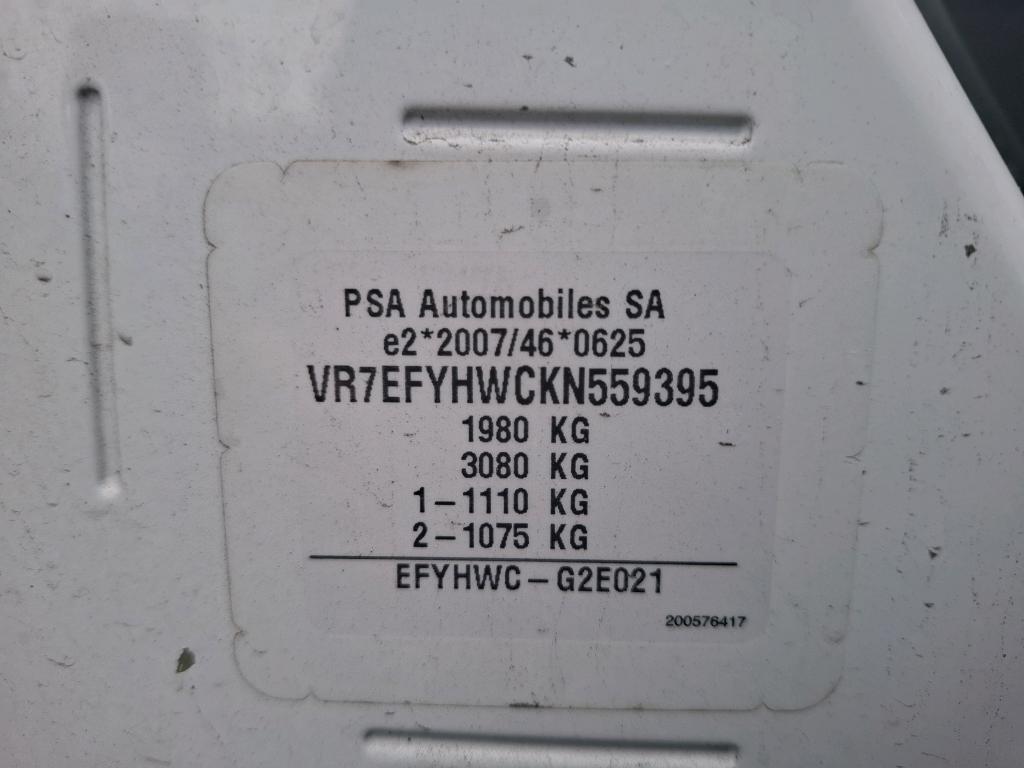 PSA Automobiles SA
e2*2007/46*0625
VR7EFYHWCKN559395
1980 KG
3080 KG
1-1110 KG
2-1075 KG
EFYHWC-G2E021
200576417